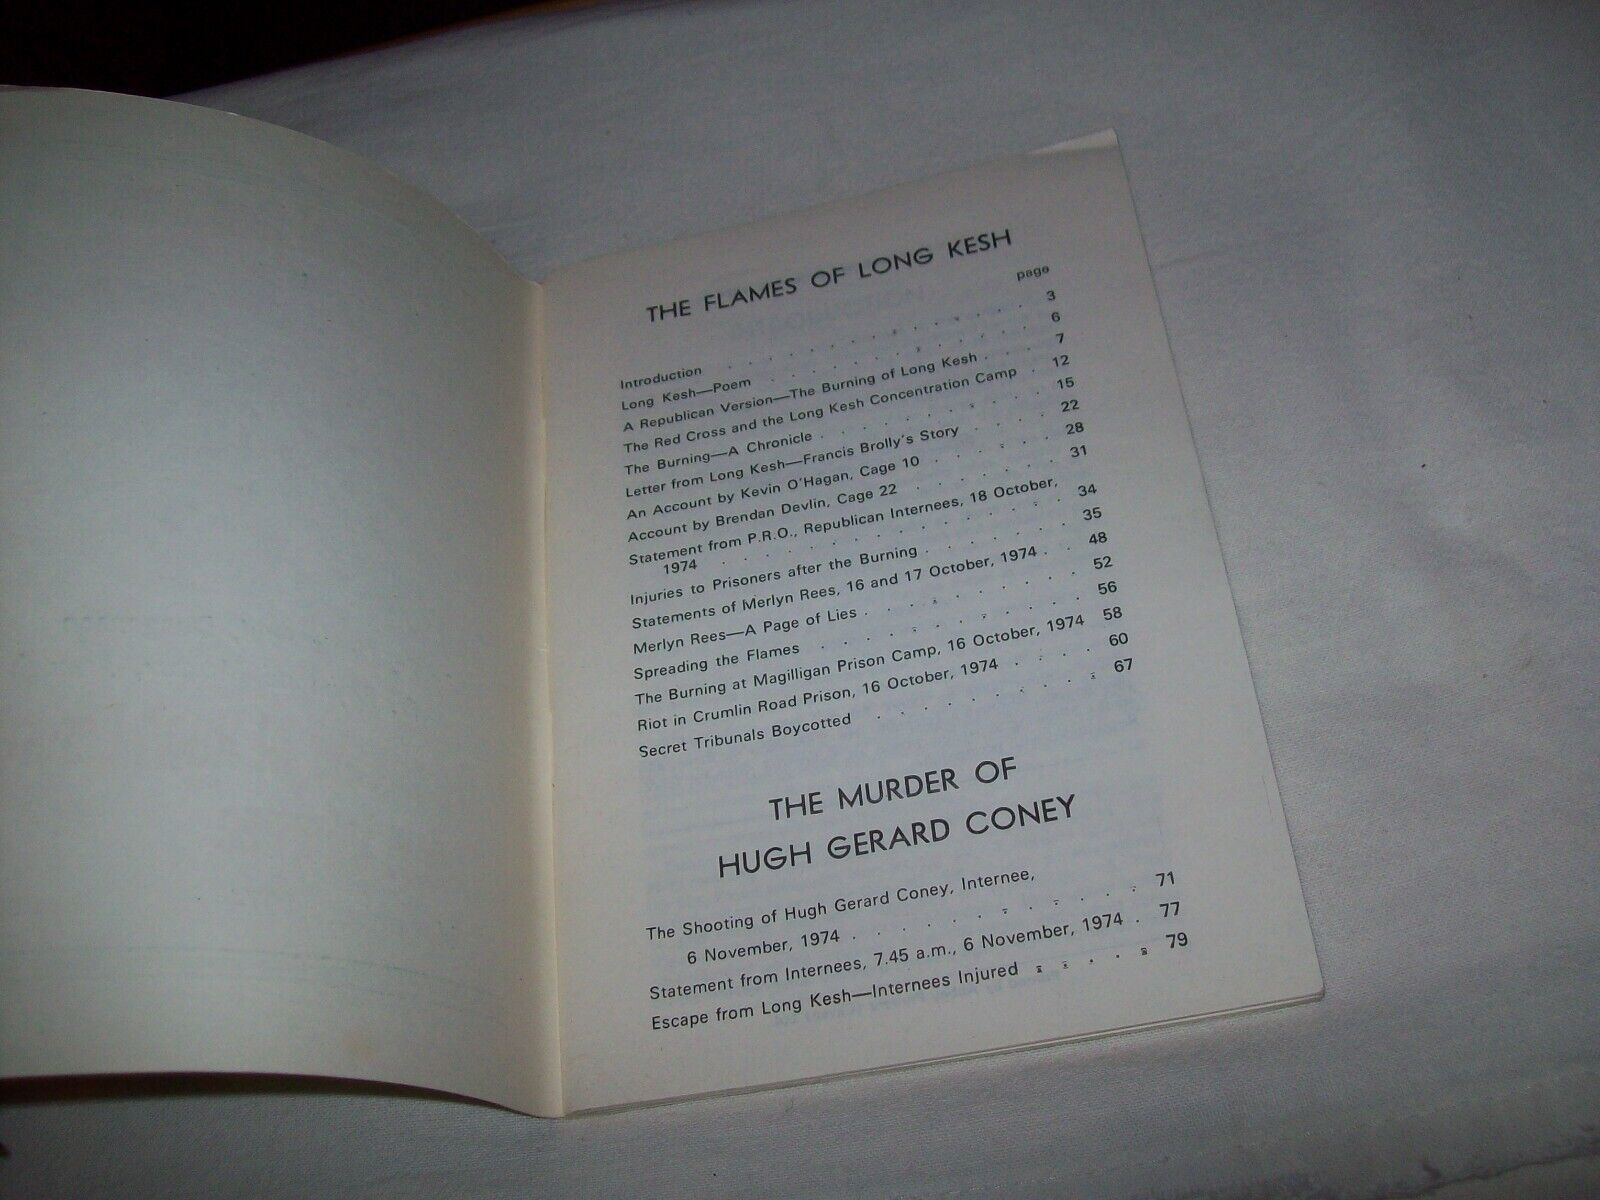 THE FLAMES OF LONG KESH
page
Introduction . . . . . . . . . . . 3
Long Kesh—Poem . . . . . . . . . . 6
A Republican Version—The Burning of Long Kesh . . . 7
The Red Cross and the Long Kesh Concentration Camp . 12
The Burning—A Chronicle . . . . . . . . 15
Letter from Long Kesh—Francis Brolly's Story . . . . 22
An Account by Kevin O'Hagan, Cage 10 . . . . . 28
Account by Brendan Devlin, Cage 22 . . . . . 31
Statement from P.R.O., Republican Internees, 18 October,
1974 . . . . . . . . . . . . 34
Injuries to Prisoners after the Burning . . . . . 35
Statements of Merlyn Rees, 16 and 17 October, 1974 . . 48
Merlyn Rees—A Page of Lies . . . . . . . 52
Spreading the Flames . . . . . . . . . 56
The Burning at Magilligan Prison Camp, 16 October, 1974 58
Riot in Crumlin Road Prison, 16 October, 1974 . . . . 60
Secret Tribunals Boycotted . . . . . . . . 67
THE MURDER OF
HUGH GERARD CONEY
The Shooting of Hugh Gerard Coney, Internee,
6 November, 1974 . . . . . . . . 71
Statement from Internees, 7.45 a.m., 6 November, 1974 . 77
Escape from Long Kesh—Internees Injured . . . . . 79